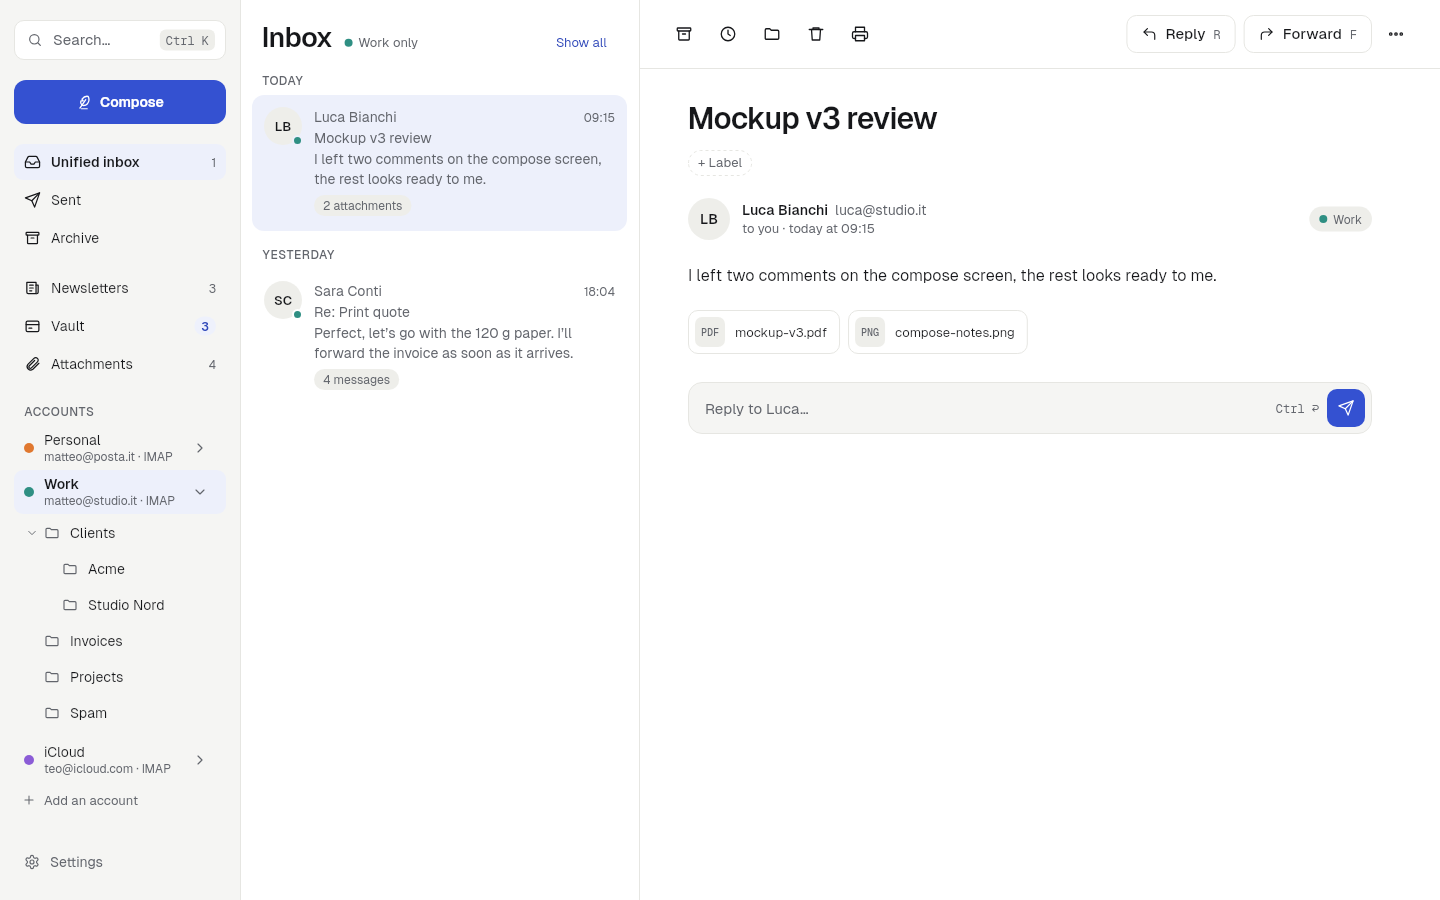 Search... Ctrl K
Compose
Unified inbox 1
Sent
Archive
Newsletters 3
Vault 3
Attachments 4
ACCOUNTS
Personal
matteo@posta.it · IMAP
Work
matteo@studio.it · IMAP
Clients
Acme
Studio Nord
Invoices
Projects
Spam
iCloud
teo@icloud.com · IMAP
+ Add an account
Settings
Inbox Work only Show all
TODAY
LB Luca Bianchi 09:15
Mockup v3 review
I left two comments on the compose screen,
the rest looks ready to me.
2 attachments
YESTERDAY
SC Sara Conti 18:04
Re: Print quote
Perfect, let's go with the 120 g paper. I'll
forward the invoice as soon as it arrives.
4 messages
Reply R Forward F
Mockup v3 review
+ Label
LB Luca Bianchi luca@studio.it
to you · today at 09:15
Work
I left two comments on the compose screen, the rest looks ready to me.
PDF mockup-v3.pdf PNG compose-notes.png
Reply to Luca... Ctrl ⏎